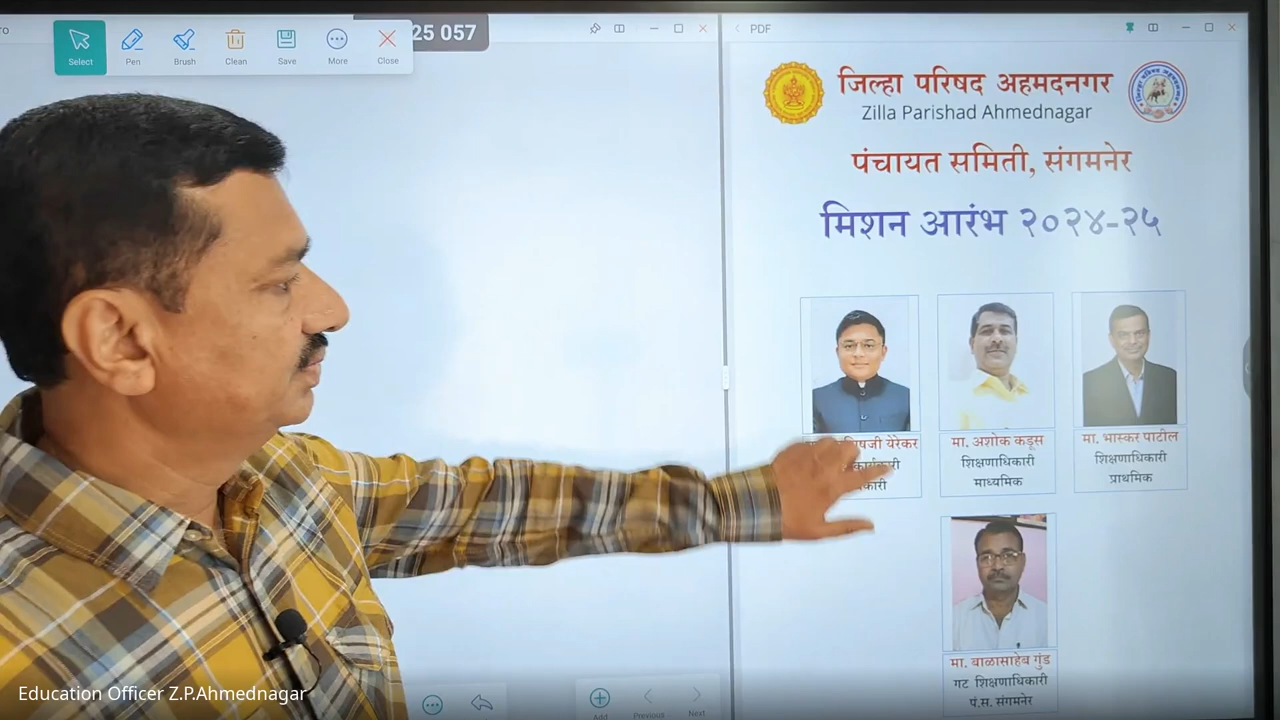 25 057
Select
Pen
Brush
Clean
Save
More
Close
PDF
जिल्हा परिषद अहमदनगर
Zilla Parishad Ahmednagar
पंचायत समिती, संगमनेर
मिशन आरंभ २०२४-२५
येरेकर
मा. अशोक कडूस
शिक्षणाधिकारी
माध्यमिक
मा. भास्कर पाटील
शिक्षणाधिकारी
प्राथमिक
मा. बाळासाहेब गुंड
गट शिक्षणाधिकारी
पं.स. संगमनेर
Education Officer Z.P.Ahmednagar
Add
Previous
Next